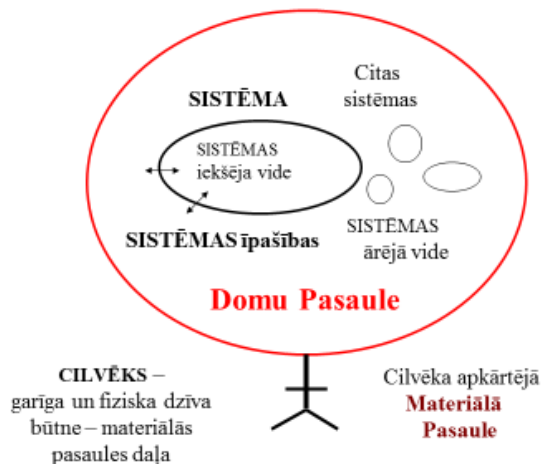 Citas
sistēmas
SISTĒMA
SISTĒMAS
iekšēja vide
SISTĒMAS īpašības
SISTĒMAS
ārējā vide
Domu Pasaule
CILVĒKS –
garīga un fiziska dzīva
būtne – materiālās
pasaules daļa
Cilvēka apkārtējā
Materiālā
Pasaule